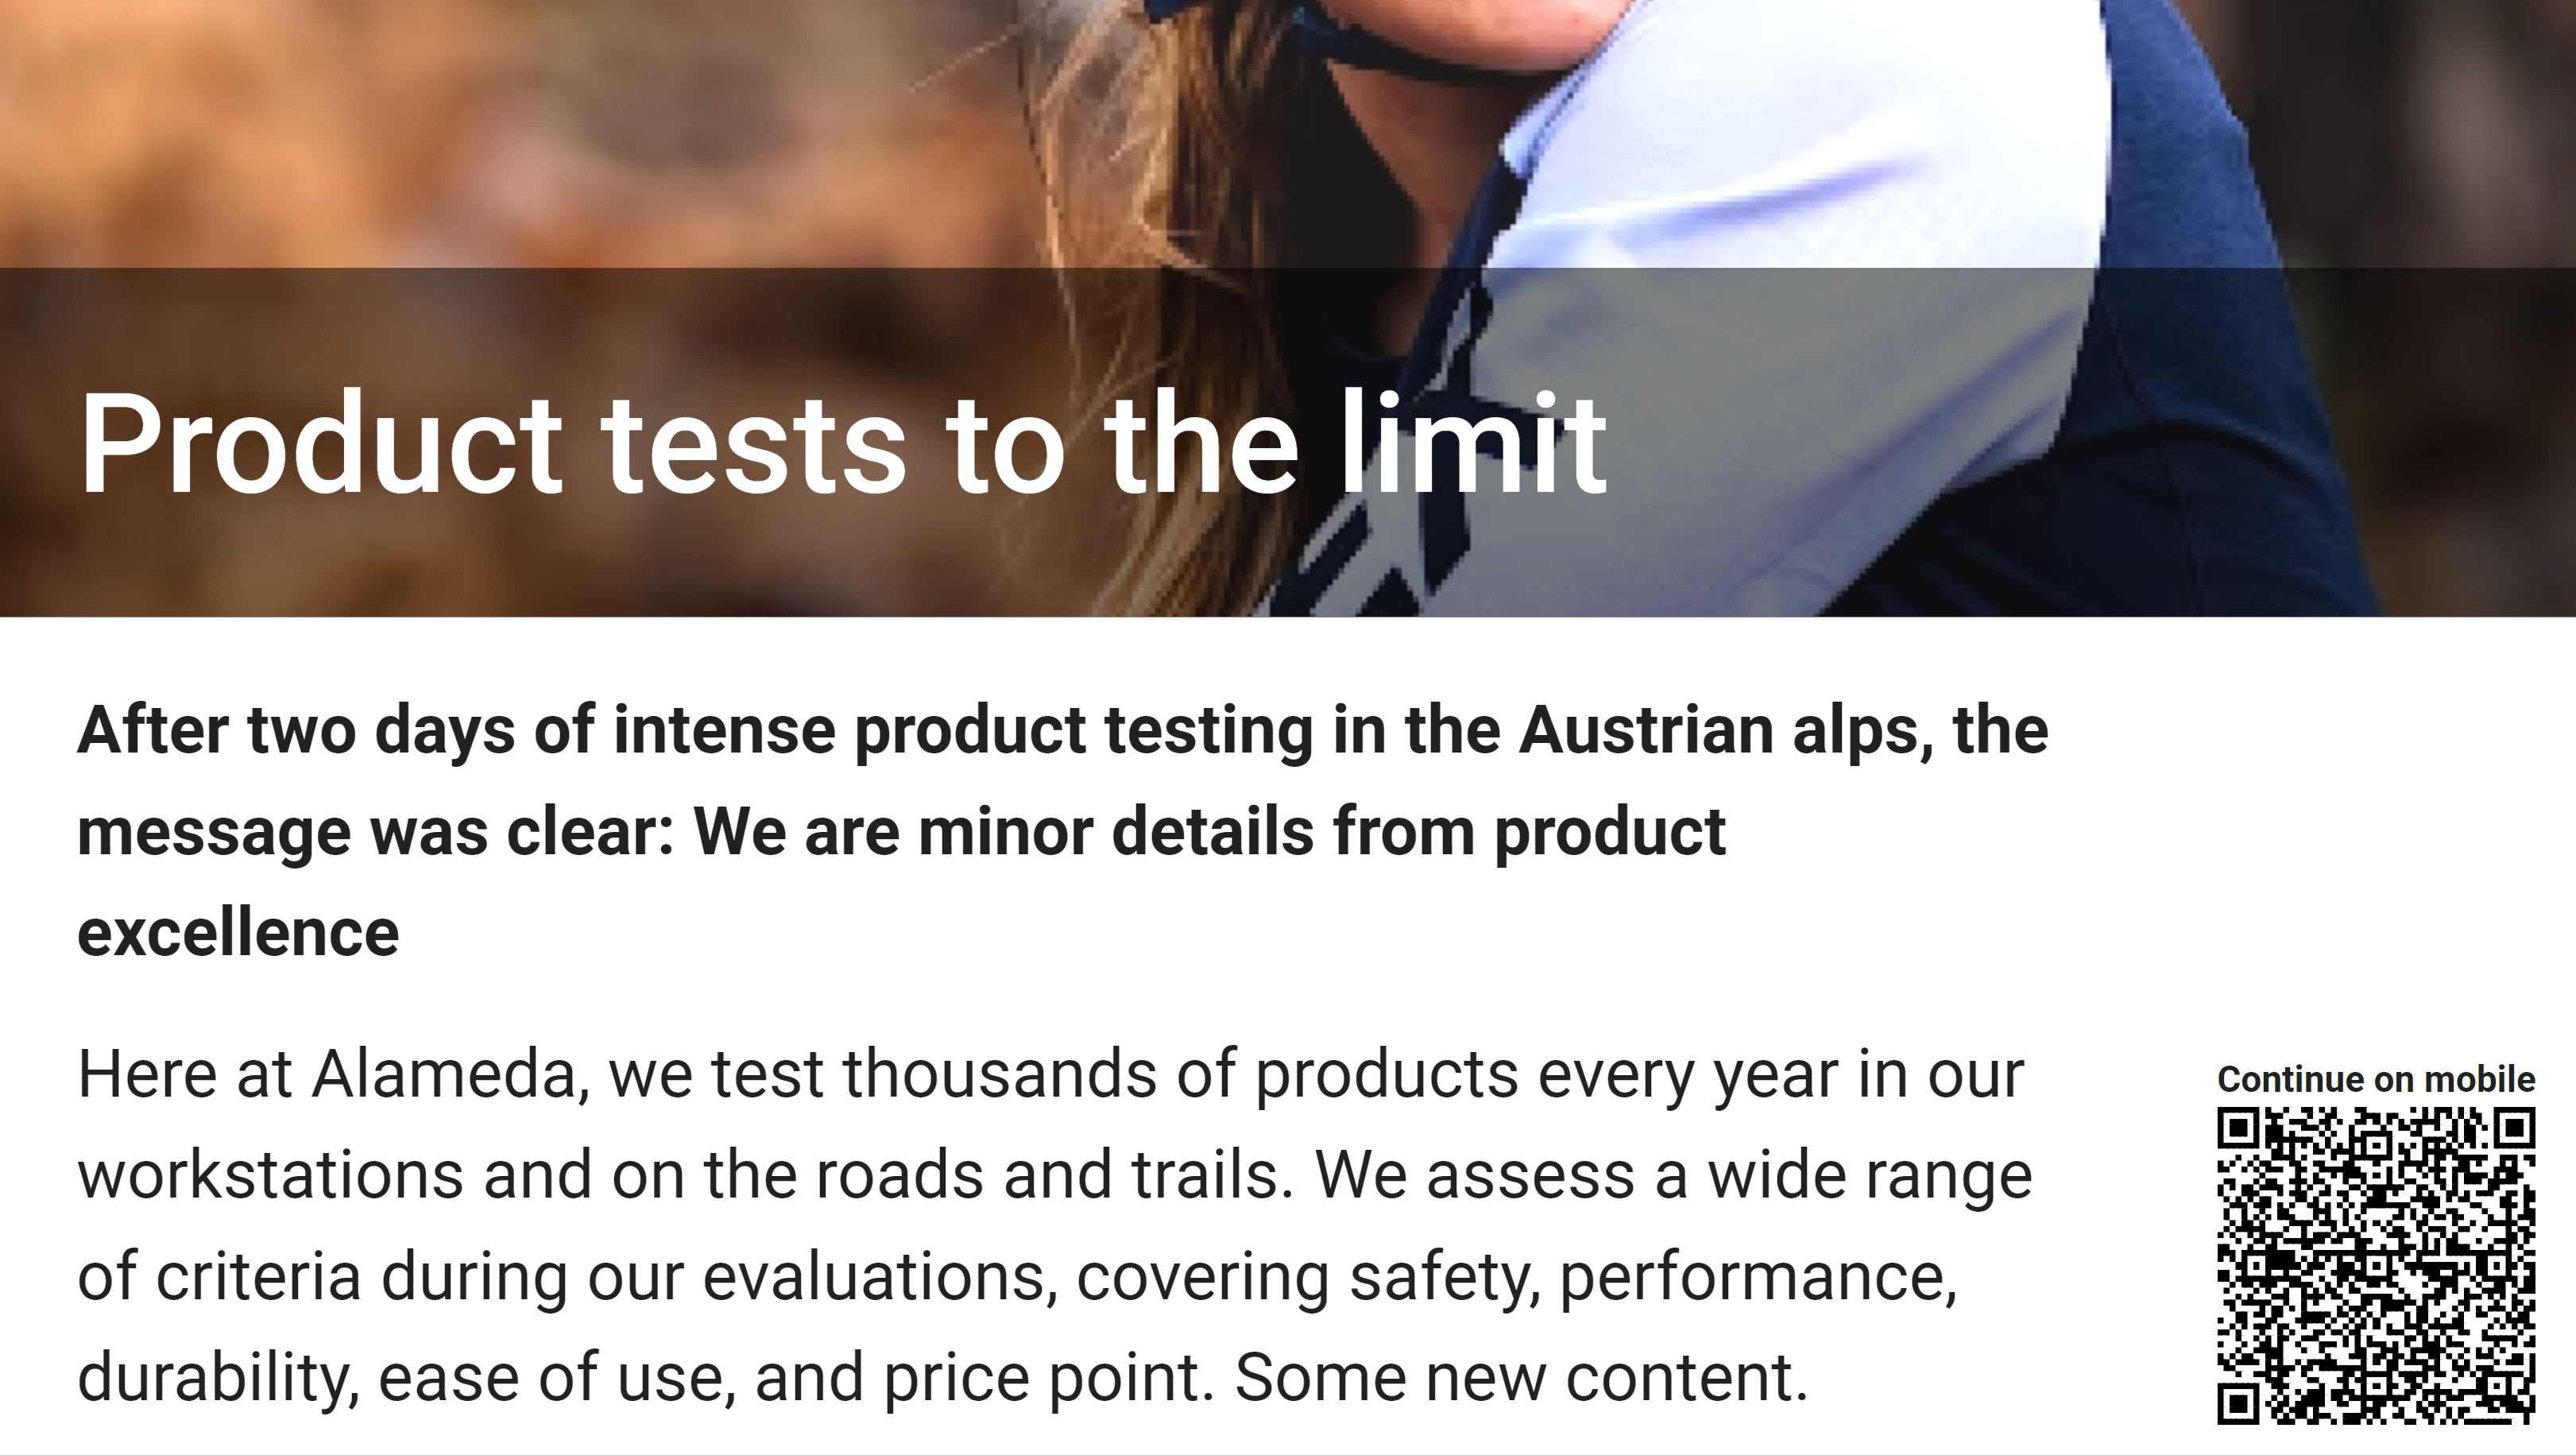 Product tests to the limit
After two days of intense product testing in the Austrian alps, the
message was clear: We are minor details from product
excellence
Here at Alameda, we test thousands of products every year in our
workstations and on the roads and trails. We assess a wide range
of criteria during our evaluations, covering safety, performance,
durability, ease of use, and price point. Some new content.
Continue on mobile